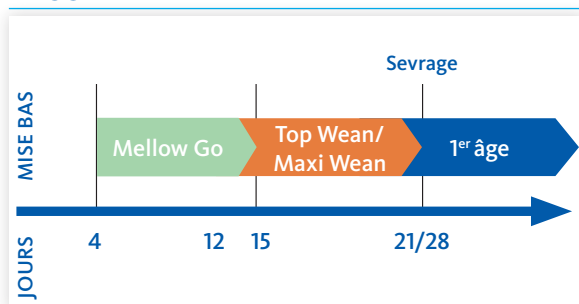 Sevrage
MISE BAS
Mellow Go
Top Wean/
Maxi Wean
1er âge
JOURS
4
12
15
21/28